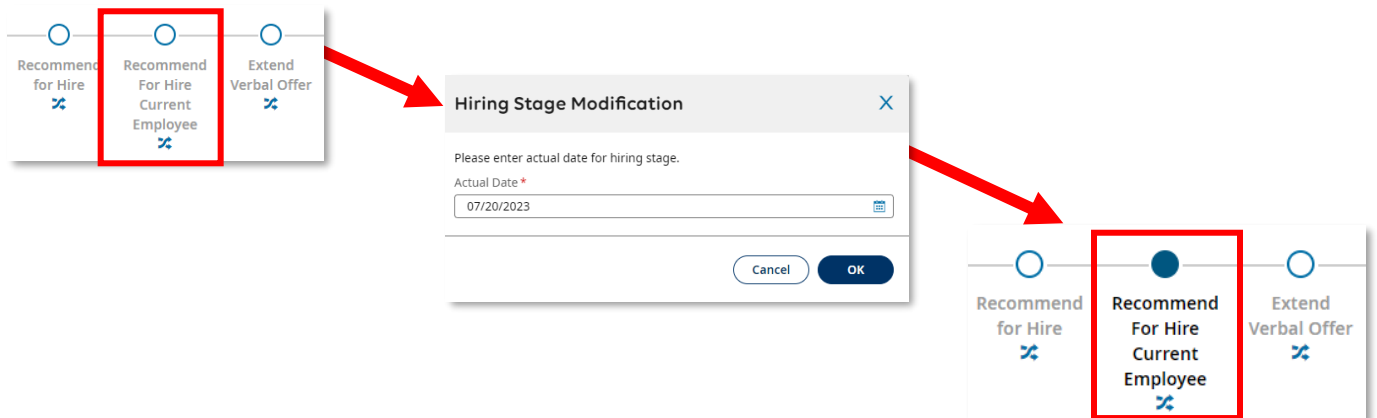 Recommend
for Hire
Recommend
For Hire
Current
Employee
Extend
Verbal Offer
Hiring Stage Modification
X
Please enter actual date for hiring stage.
Actual Date *
07/20/2023
Cancel
OK
Recommend
for Hire
Recommend
For Hire
Current
Employee
Extend
Verbal Offer